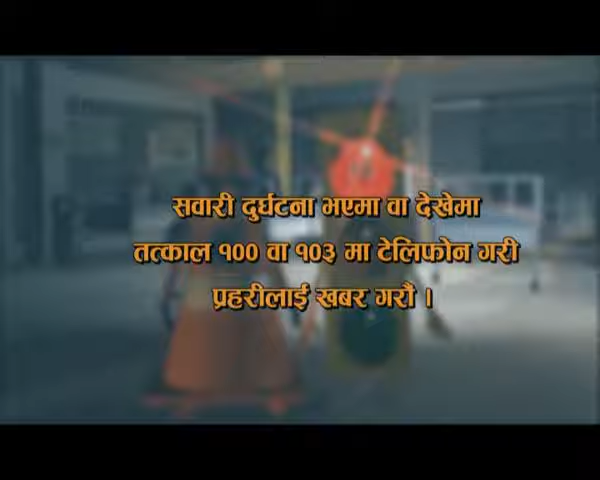 सवारी दुर्घटना भएमा वा देखेमा
तत्काल १०० वा १०३ मा टेलिफोन गरी
प्रहरीलाई खबर गरौं ।